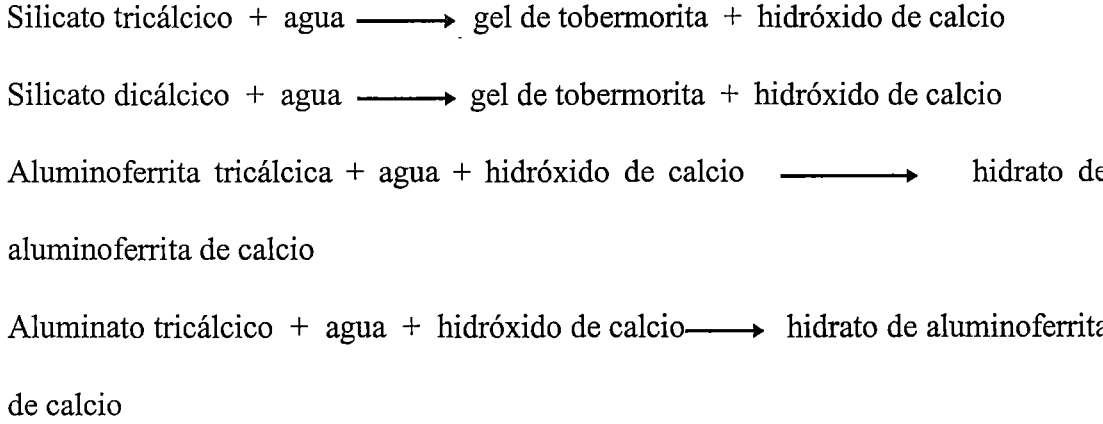 Silicato tricálcico + agua ⟶ gel de tobermorita + hidróxido de calcio
Silicato dicálcico + agua ⟶ gel de tobermorita + hidróxido de calcio
Aluminoferrita tricálcica + agua + hidróxido de calcio ⟶ hidrato de
aluminoferrita de calcio
Aluminato tricálcico + agua + hidróxido de calcio⟶ hidrato de aluminoferrita
de calcio